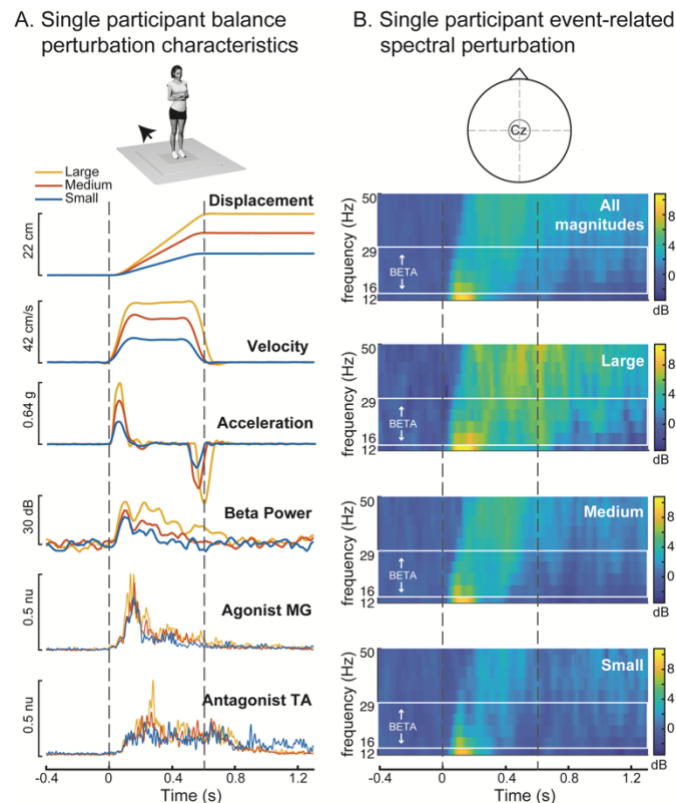 A. Single participant balance
perturbation characteristics
Large
Medium
Small
Displacement
22 cm
Velocity
42 cm/s
Acceleration
0.64 g
Beta Power
30 dB
Agonist MG
0.5 nu
Antagonist TA
0.5 nu
-0.4 0 0.4 0.8 1.2
Time (s)
B. Single participant event-related
spectral perturbation
Cz
All
magnitudes
frequency (Hz)
50
29
16
12
↑
BETA
↓
8
4
0
dB
Large
frequency (Hz)
50
29
16
12
↑
BETA
↓
8
4
0
dB
Medium
frequency (Hz)
50
29
16
12
↑
BETA
↓
8
4
0
dB
Small
frequency (Hz)
50
29
16
12
↑
BETA
↓
8
4
0
dB
-0.4 0 0.4 0.8 1.2
Time (s)